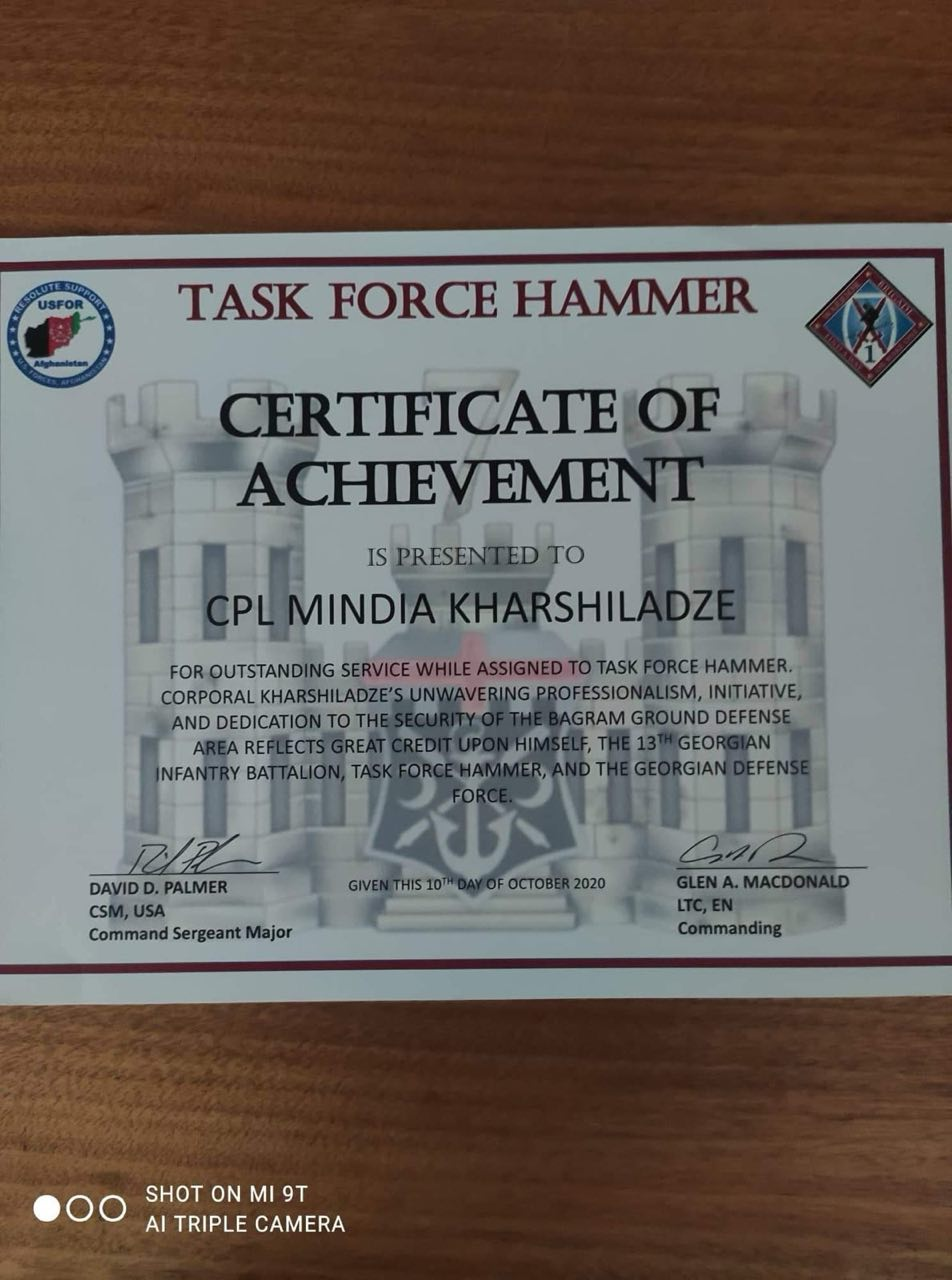 RESOLUTE SUPPORT
USFOR
Afghanistan
U.S. FORCES, AFGHANISTAN
TASK FORCE HAMMER
1
7
CERTIFICATE OF
ACHIEVEMENT
IS PRESENTED TO
CPL MINDIA KHARSHILADZE
FOR OUTSTANDING SERVICE WHILE ASSIGNED TO TASK FORCE HAMMER.
CORPORAL KHARSHILADZE'S UNWAVERING PROFESSIONALISM, INITIATIVE,
AND DEDICATION TO THE SECURITY OF THE BAGRAM GROUND DEFENSE
AREA REFLECTS GREAT CREDIT UPON HIMSELF, THE 13TH GEORGIAN
INFANTRY BATTALION, TASK FORCE HAMMER, AND THE GEORGIAN DEFENSE
FORCE.
DAVID D. PALMER
CSM, USA
Command Sergeant Major
GIVEN THIS 10TH DAY OF OCTOBER 2020
GLEN A. MACDONALD
LTC, EN
Commanding
SHOT ON MI 9T
AI TRIPLE CAMERA